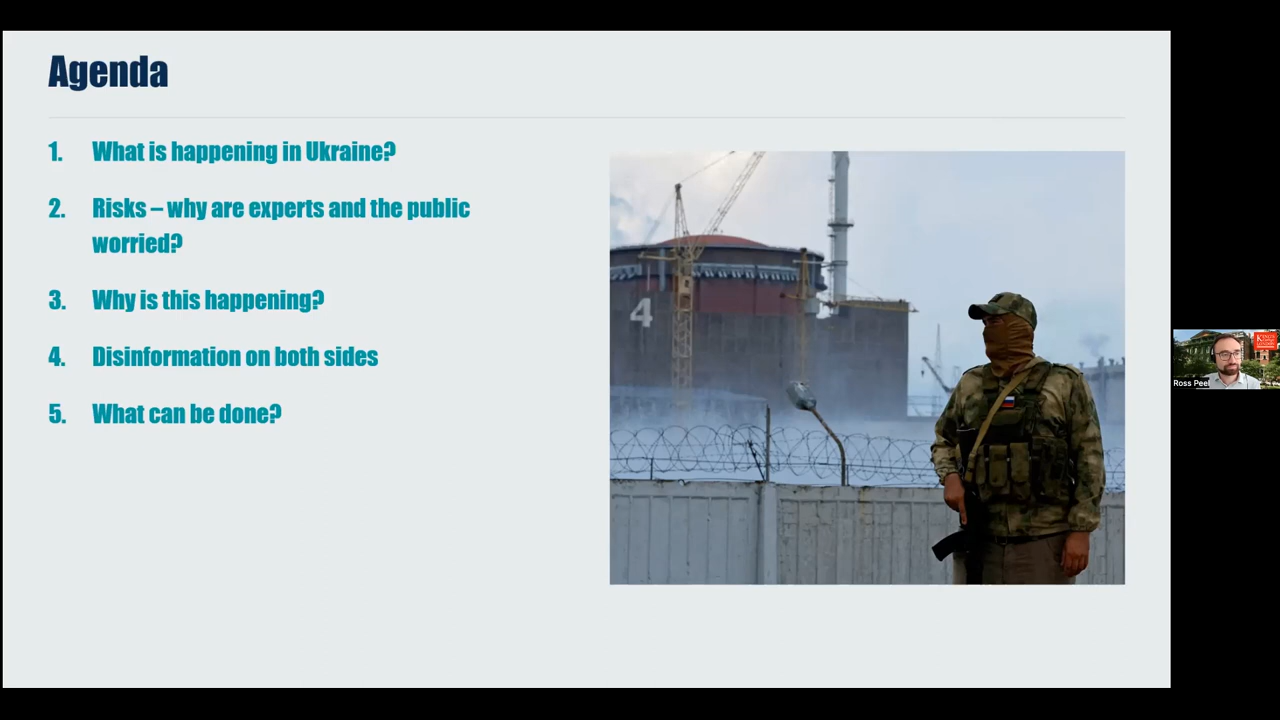 Agenda
1. What is happening in Ukraine?
2. Risks – why are experts and the public
worried?
3. Why is this happening?
4. Disinformation on both sides
5. What can be done?
4
Ross Peel